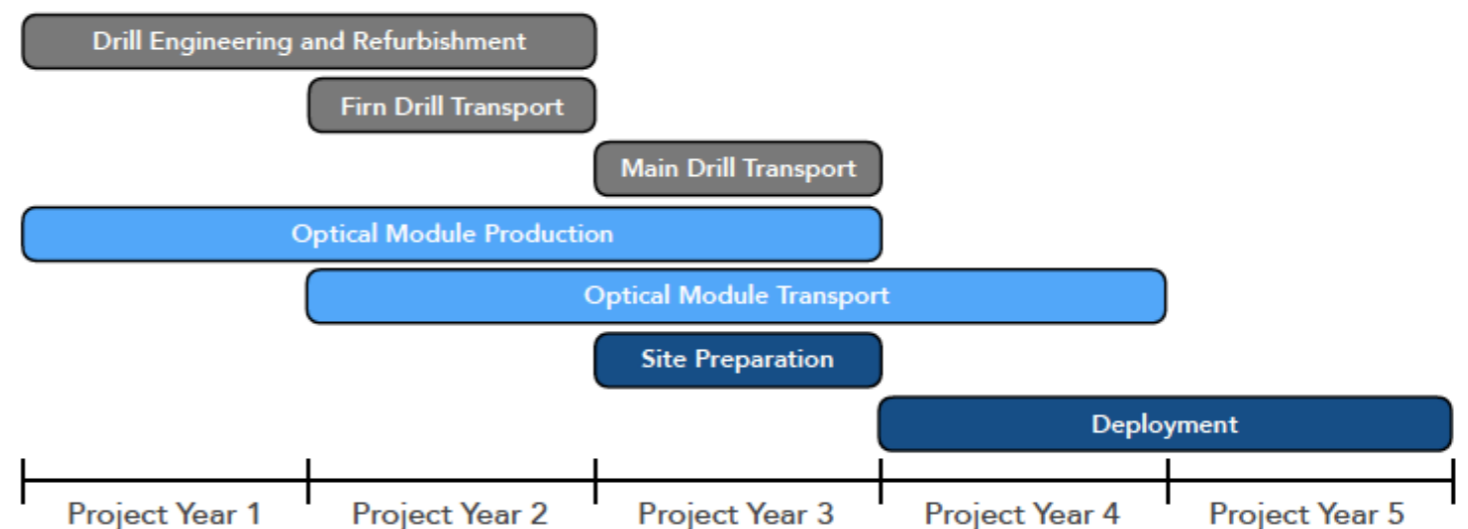 Drill Engineering and Refurbishment
Firn Drill Transport
Main Drill Transport
Optical Module Production
Optical Module Transport
Site Preparation
Deployment
Project Year 1
Project Year 2
Project Year 3
Project Year 4
Project Year 5